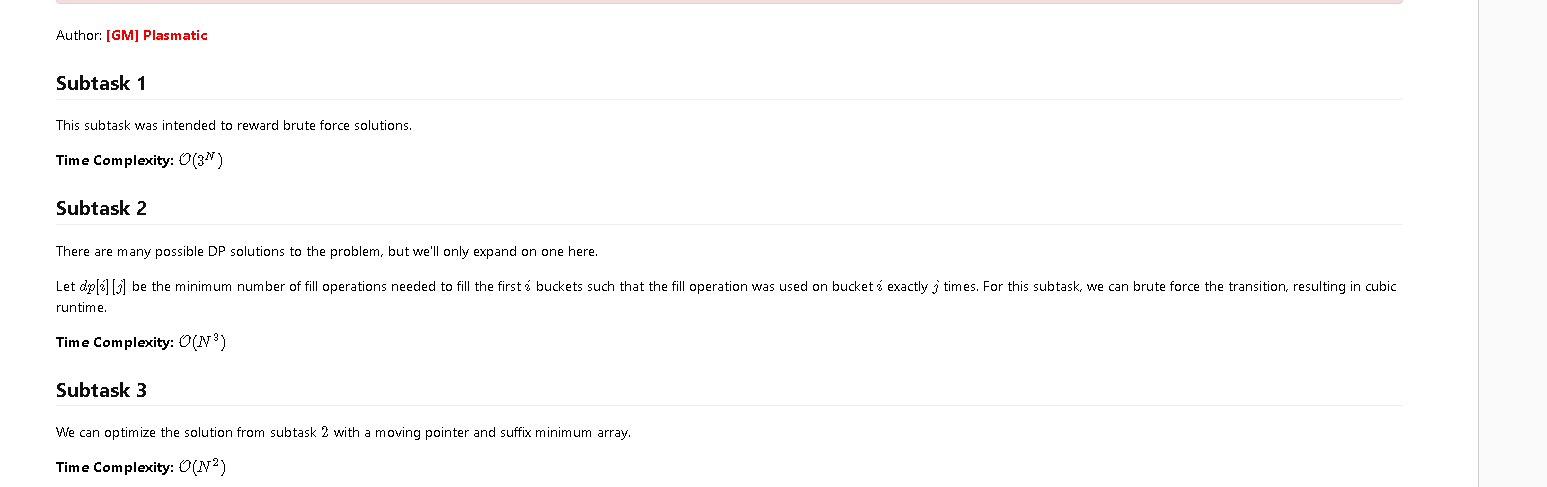 Author: [GM] Plasmatic
Subtask 1
This subtask was intended to reward brute force solutions.
Time Complexity: 𝒪(3^N)
Subtask 2
There are many possible DP solutions to the problem, but we'll only expand on one here.
Let dp[i][j] be the minimum number of fill operations needed to fill the first i buckets such that the fill operation was used on bucket i exactly j times. For this subtask, we can brute force the transition, resulting in cubic
runtime.
Time Complexity: 𝒪(N^3)
Subtask 3
We can optimize the solution from subtask 2 with a moving pointer and suffix minimum array.
Time Complexity: 𝒪(N^2)